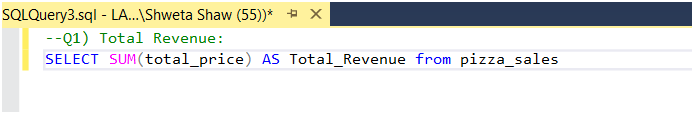 SQLQuery3.sql - LA...\Shweta Shaw (55))*
--Q1) Total Revenue:
SELECT SUM(total_price) AS Total_Revenue from pizza_sales